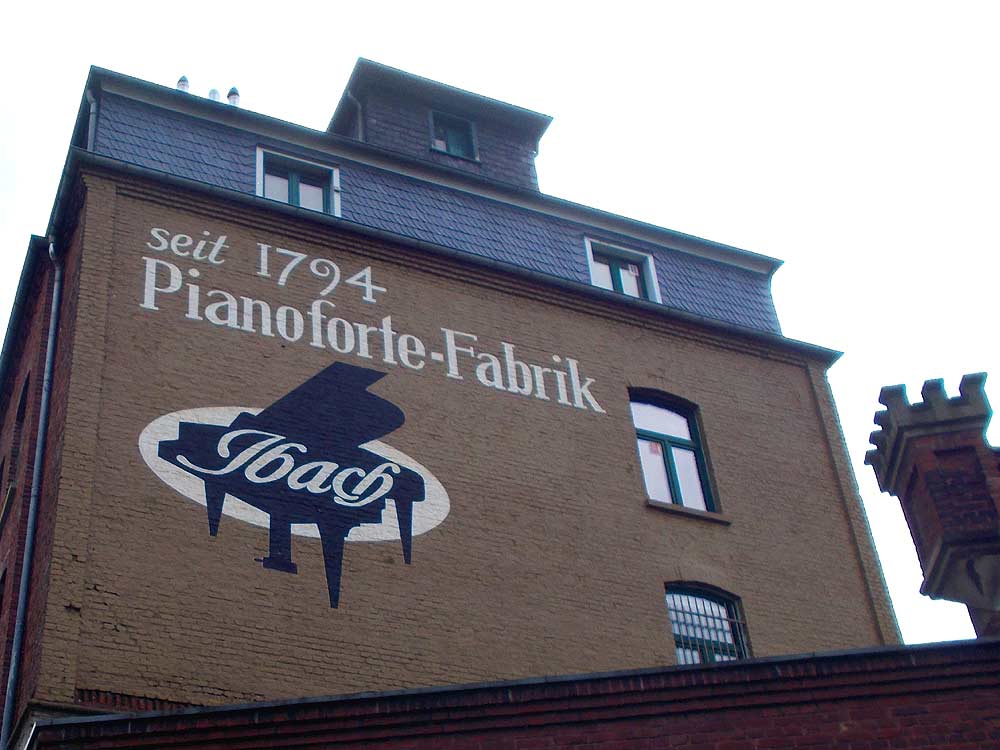 seit 1794
Pianoforte-Fabrik
Ibach